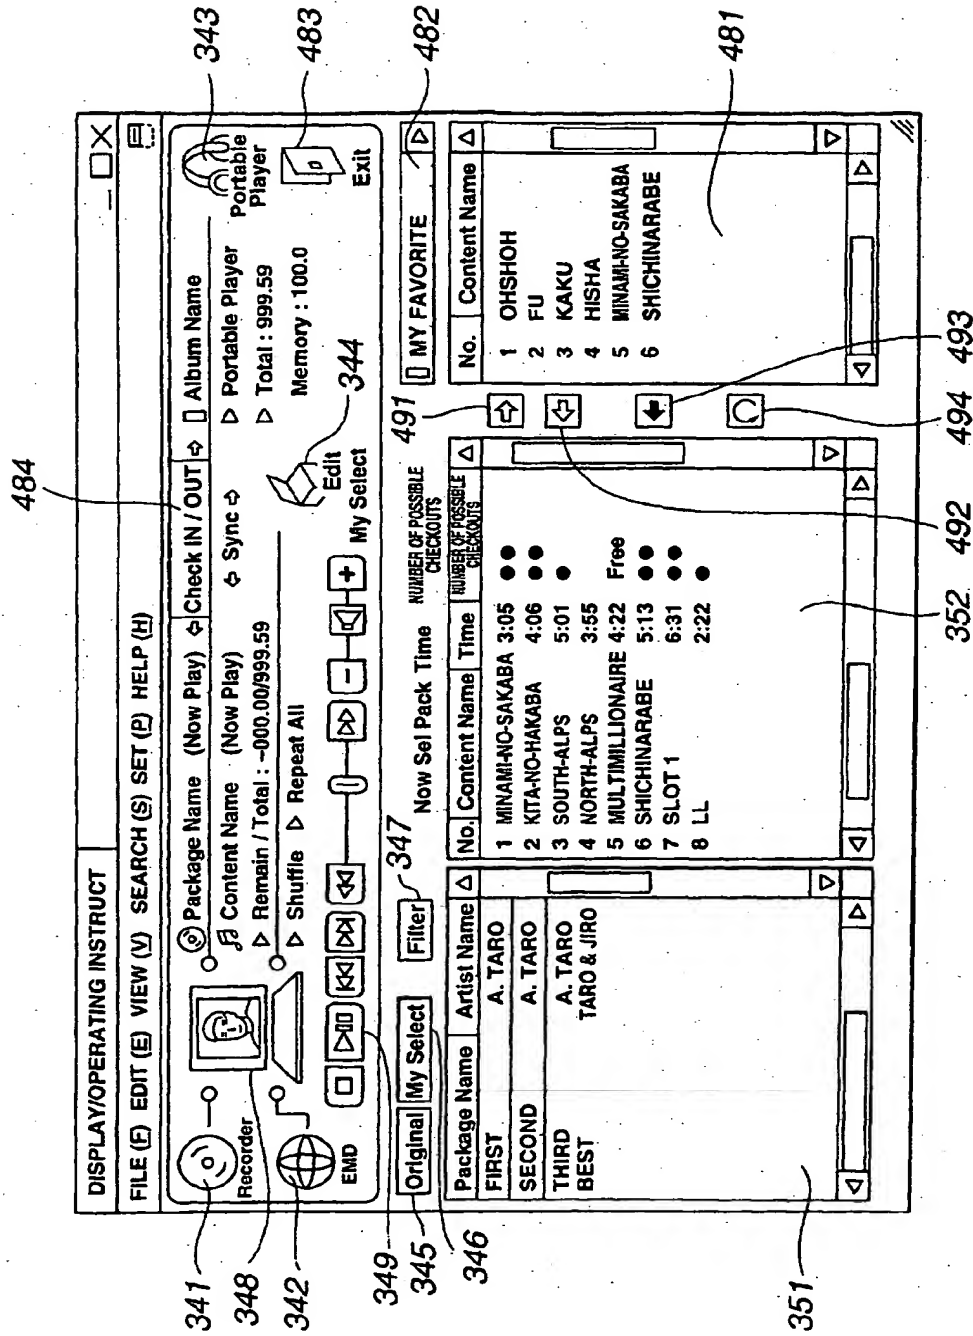 DISPLAY/OPERATING INSTRUCT
FILE (F) EDIT (E) VIEW (V) SEARCH (S) SET (P) HELP (H)
Recorder
EMD
Package Name (Now Play)
Content Name (Now Play)
Remain / Total : -000.00/999.59
Shuffle Repeat All
Check IN / OUT
Sync
Album Name
Portable Player
Total : 999.59
Memory : 100.0
Portable
Player
Exit
Edit
My Select
Original My Select Filter
Now Sel Pack Time NUMBER OF POSSIBLE
CHECKOUTS
MY FAVORITE
Package Name Artist Name
FIRST A. TARO
SECOND A. TARO
THIRD A. TARO
BEST TARO & JIRO
No. Content Name Time NUMBER OF POSSIBLE
CHECKOUTS
1 MINAMI-NO-SAKABA 3:05 ●●
2 KITA-NO-HAKABA 4:06 ●●
3 SOUTH-ALPS 5:01 ●
4 NORTH-ALPS 3:55
5 MULTIMILLIONAIRE 4:22 Free
6 SHICHINARABE 5:13 ●●
7 SLOT 1 6:31 ●●
8 LL 2:22 ●
No. Content Name
1 OHSHOH
2 FU
3 KAKU
4 HISHA
5 MINAMI-NO-SAKABA
6 SHICHINARABE
341
348
342
349
345
346
347
351
352
484
344
343
483
482
481
491
492
493
494